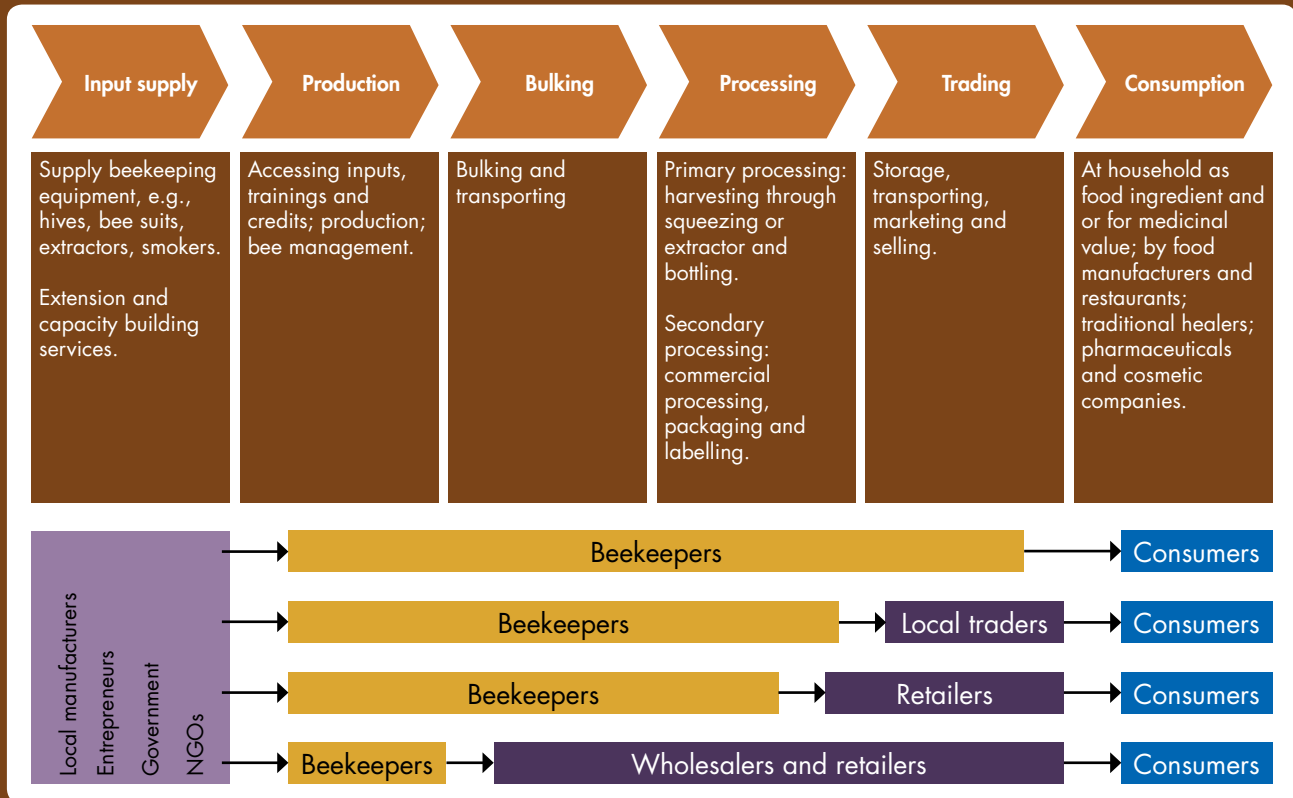 Input supply
Production
Bulking
Processing
Trading
Consumption
Supply beekeeping
equipment, e.g.,
hives, bee suits,
extractors, smokers.
Extension and
capacity building
services.
Accessing inputs,
trainings and
credits; production;
bee management.
Bulking and
transporting
Primary processing:
harvesting through
squeezing or
extractor and
bottling.
Secondary
processing:
commercial
processing,
packaging and
labelling.
Storage,
transporting,
marketing and
selling.
At household as
food ingredient and
or for medicinal
value; by food
manufacturers and
restaurants;
traditional healers;
pharmaceuticals
and cosmetic
companies.
Local manufacturers
Entrepreneurs
Government
NGOs
Beekeepers
Consumers
Beekeepers
Local traders
Consumers
Beekeepers
Retailers
Consumers
Beekeepers
Wholesalers and retailers
Consumers